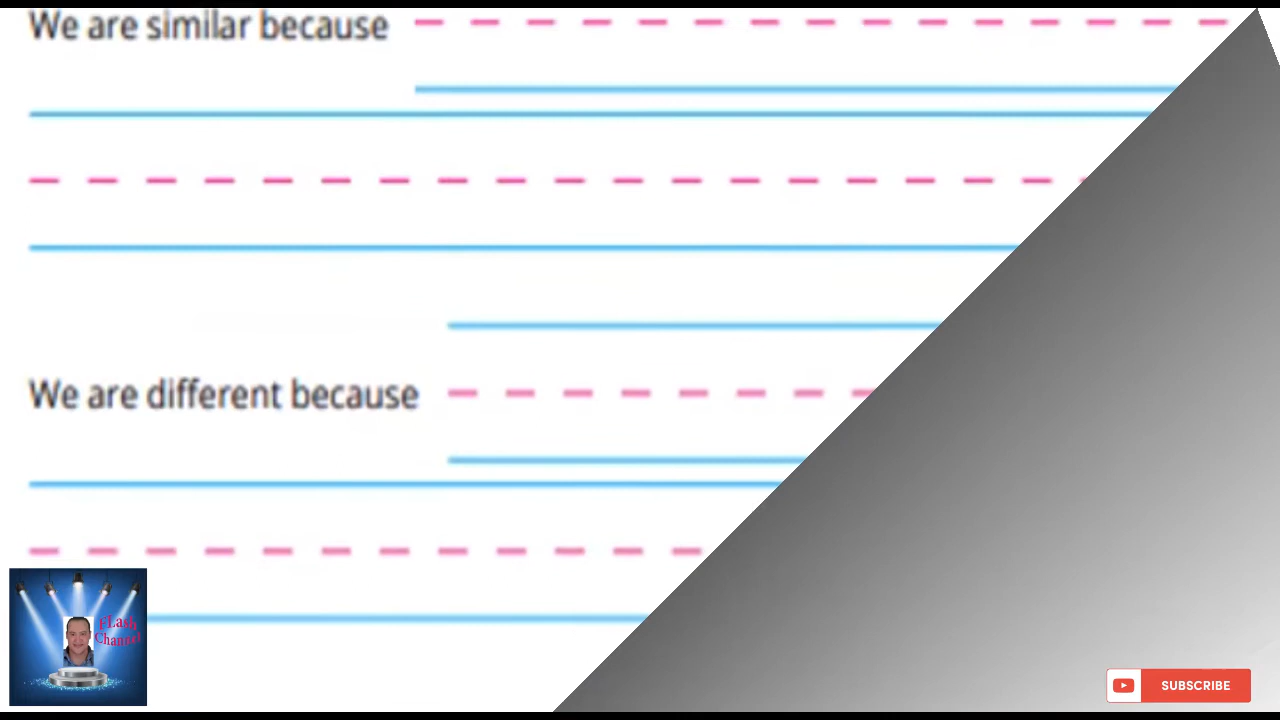 We are similar because
We are different because
FLash
Channel
SUBSCRIBE